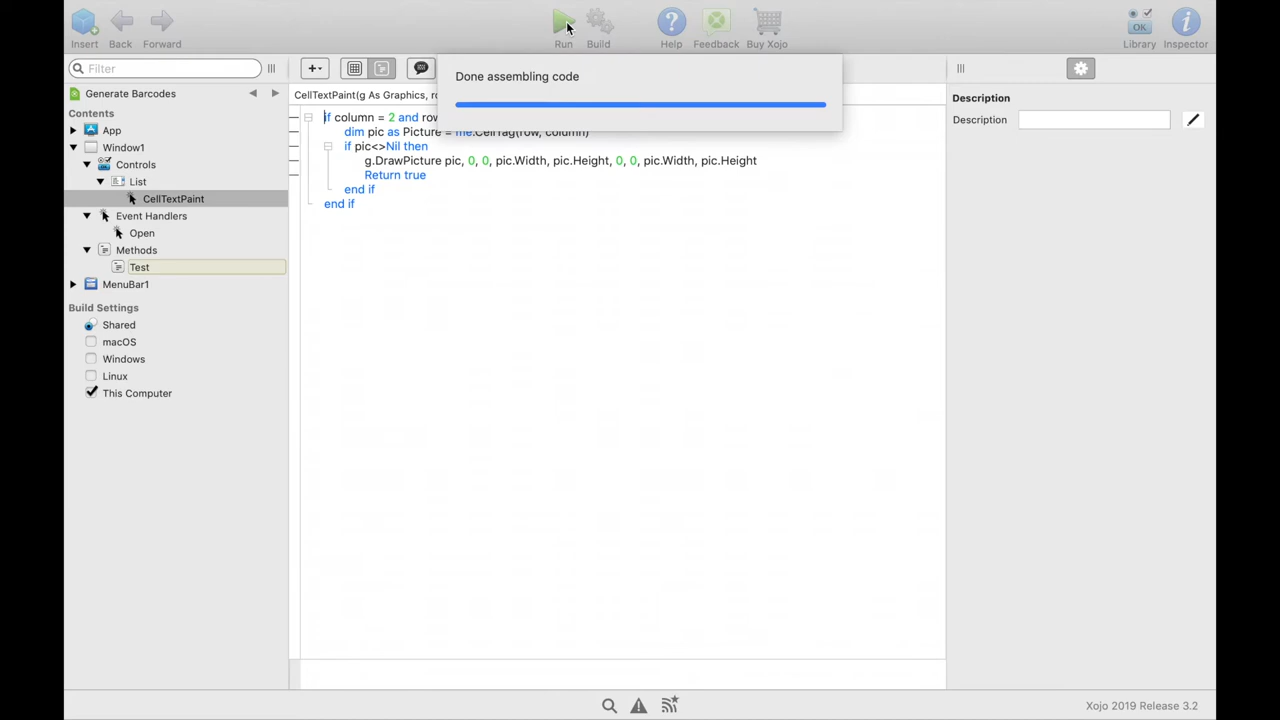 Insert Back Forward Run Build Help Feedback Buy Xojo OK Library Inspector
Filter
Done assembling code
Generate Barcodes
CellTextPaint(g As Graphics,
Description
Description
Contents
App
Window1
Controls
List
CellTextPaint
Event Handlers
Open
Methods
Test
MenuBar1
Build Settings
Shared
macOS
Windows
Linux
This Computer
if column = 2 and
dim pic as Picture = me.CellTag(row, column)
if pic<>Nil then
g.DrawPicture pic, 0, 0, pic.Width, pic.Height, 0, 0, pic.Width, pic.Height
Return true
end if
end if
Xojo 2019 Release 3.2